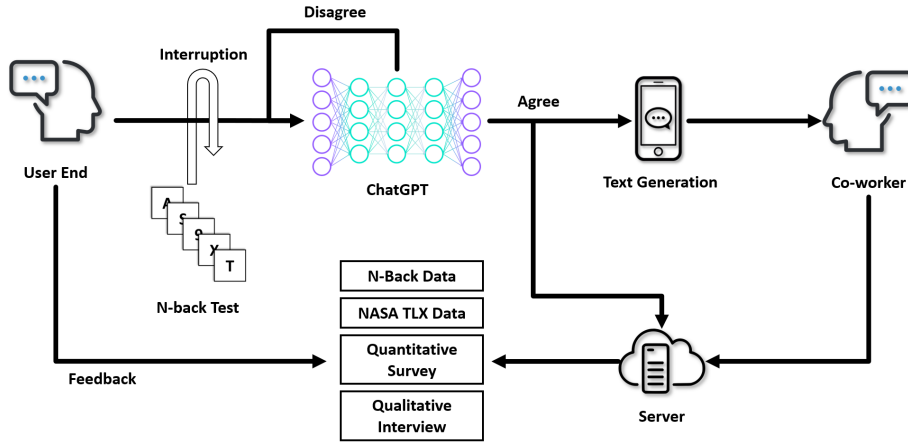 Disagree
Interruption
Agree
User End
ChatGPT
Text Generation
Co-worker
A
S
9
X
T
N-back Test
N-Back Data
NASA TLX Data
Quantitative
Survey
Qualitative
Interview
Feedback
Server